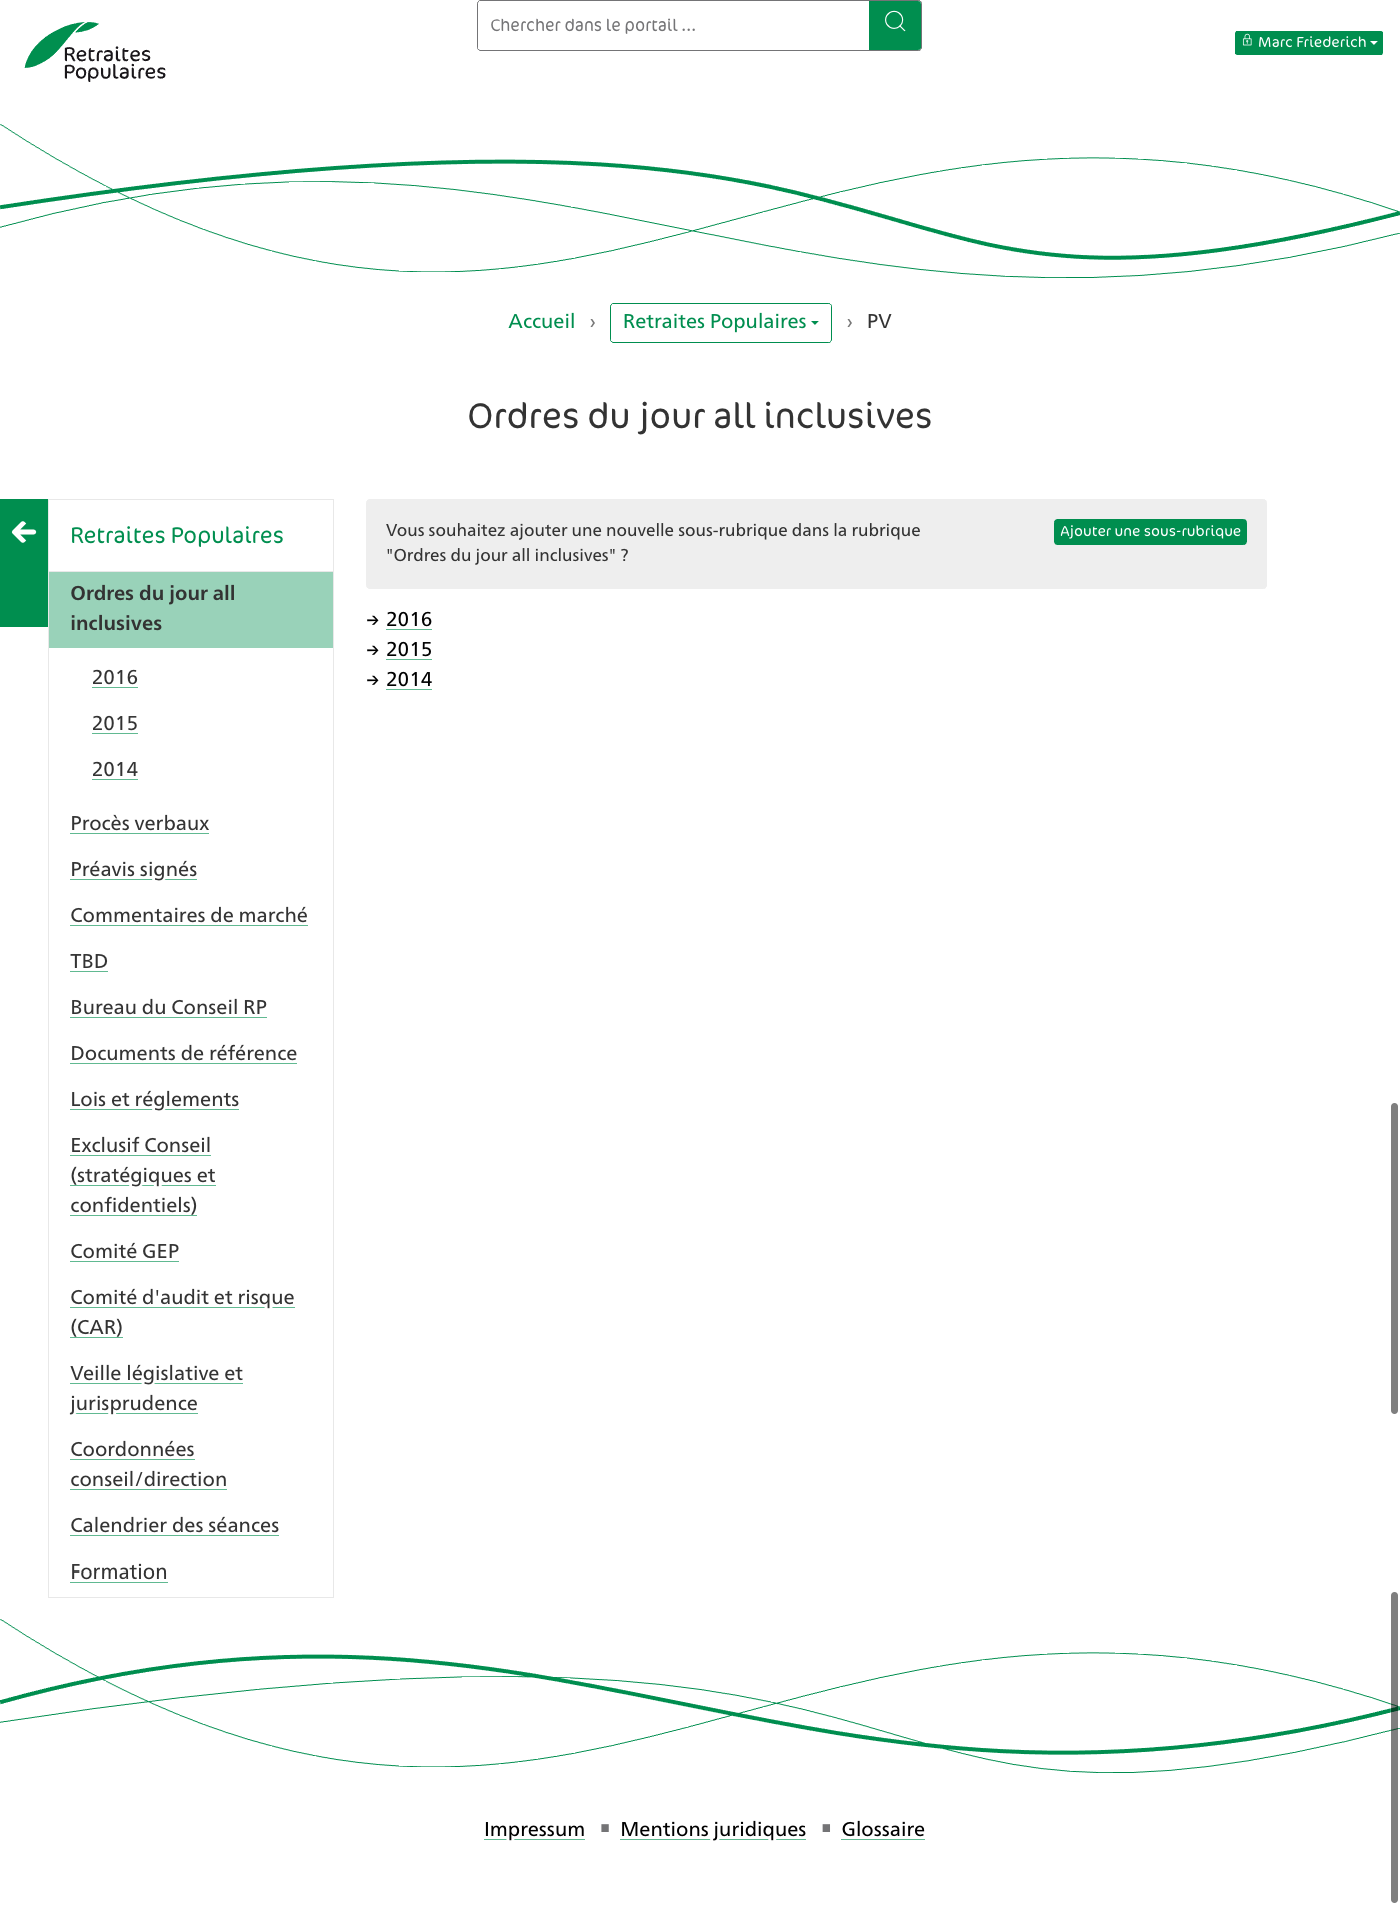 Retraites
Populaires
Chercher dans le portail ...
Marc Friederich
Accueil › Retraites Populaires › PV
Ordres du jour all inclusives
Retraites Populaires
Ordres du jour all
inclusives
2016
2015
2014
Procès verbaux
Préavis signés
Commentaires de marché
TBD
Bureau du Conseil RP
Documents de référence
Lois et réglements
Exclusif Conseil
(stratégiques et
confidentiels)
Comité GEP
Comité d'audit et risque
(CAR)
Veille législative et
jurisprudence
Coordonnées
conseil/direction
Calendrier des séances
Formation
Vous souhaitez ajouter une nouvelle sous-rubrique dans la rubrique
"Ordres du jour all inclusives" ?
Ajouter une sous-rubrique
→ 2016
→ 2015
→ 2014
Impressum ■ Mentions juridiques ■ Glossaire